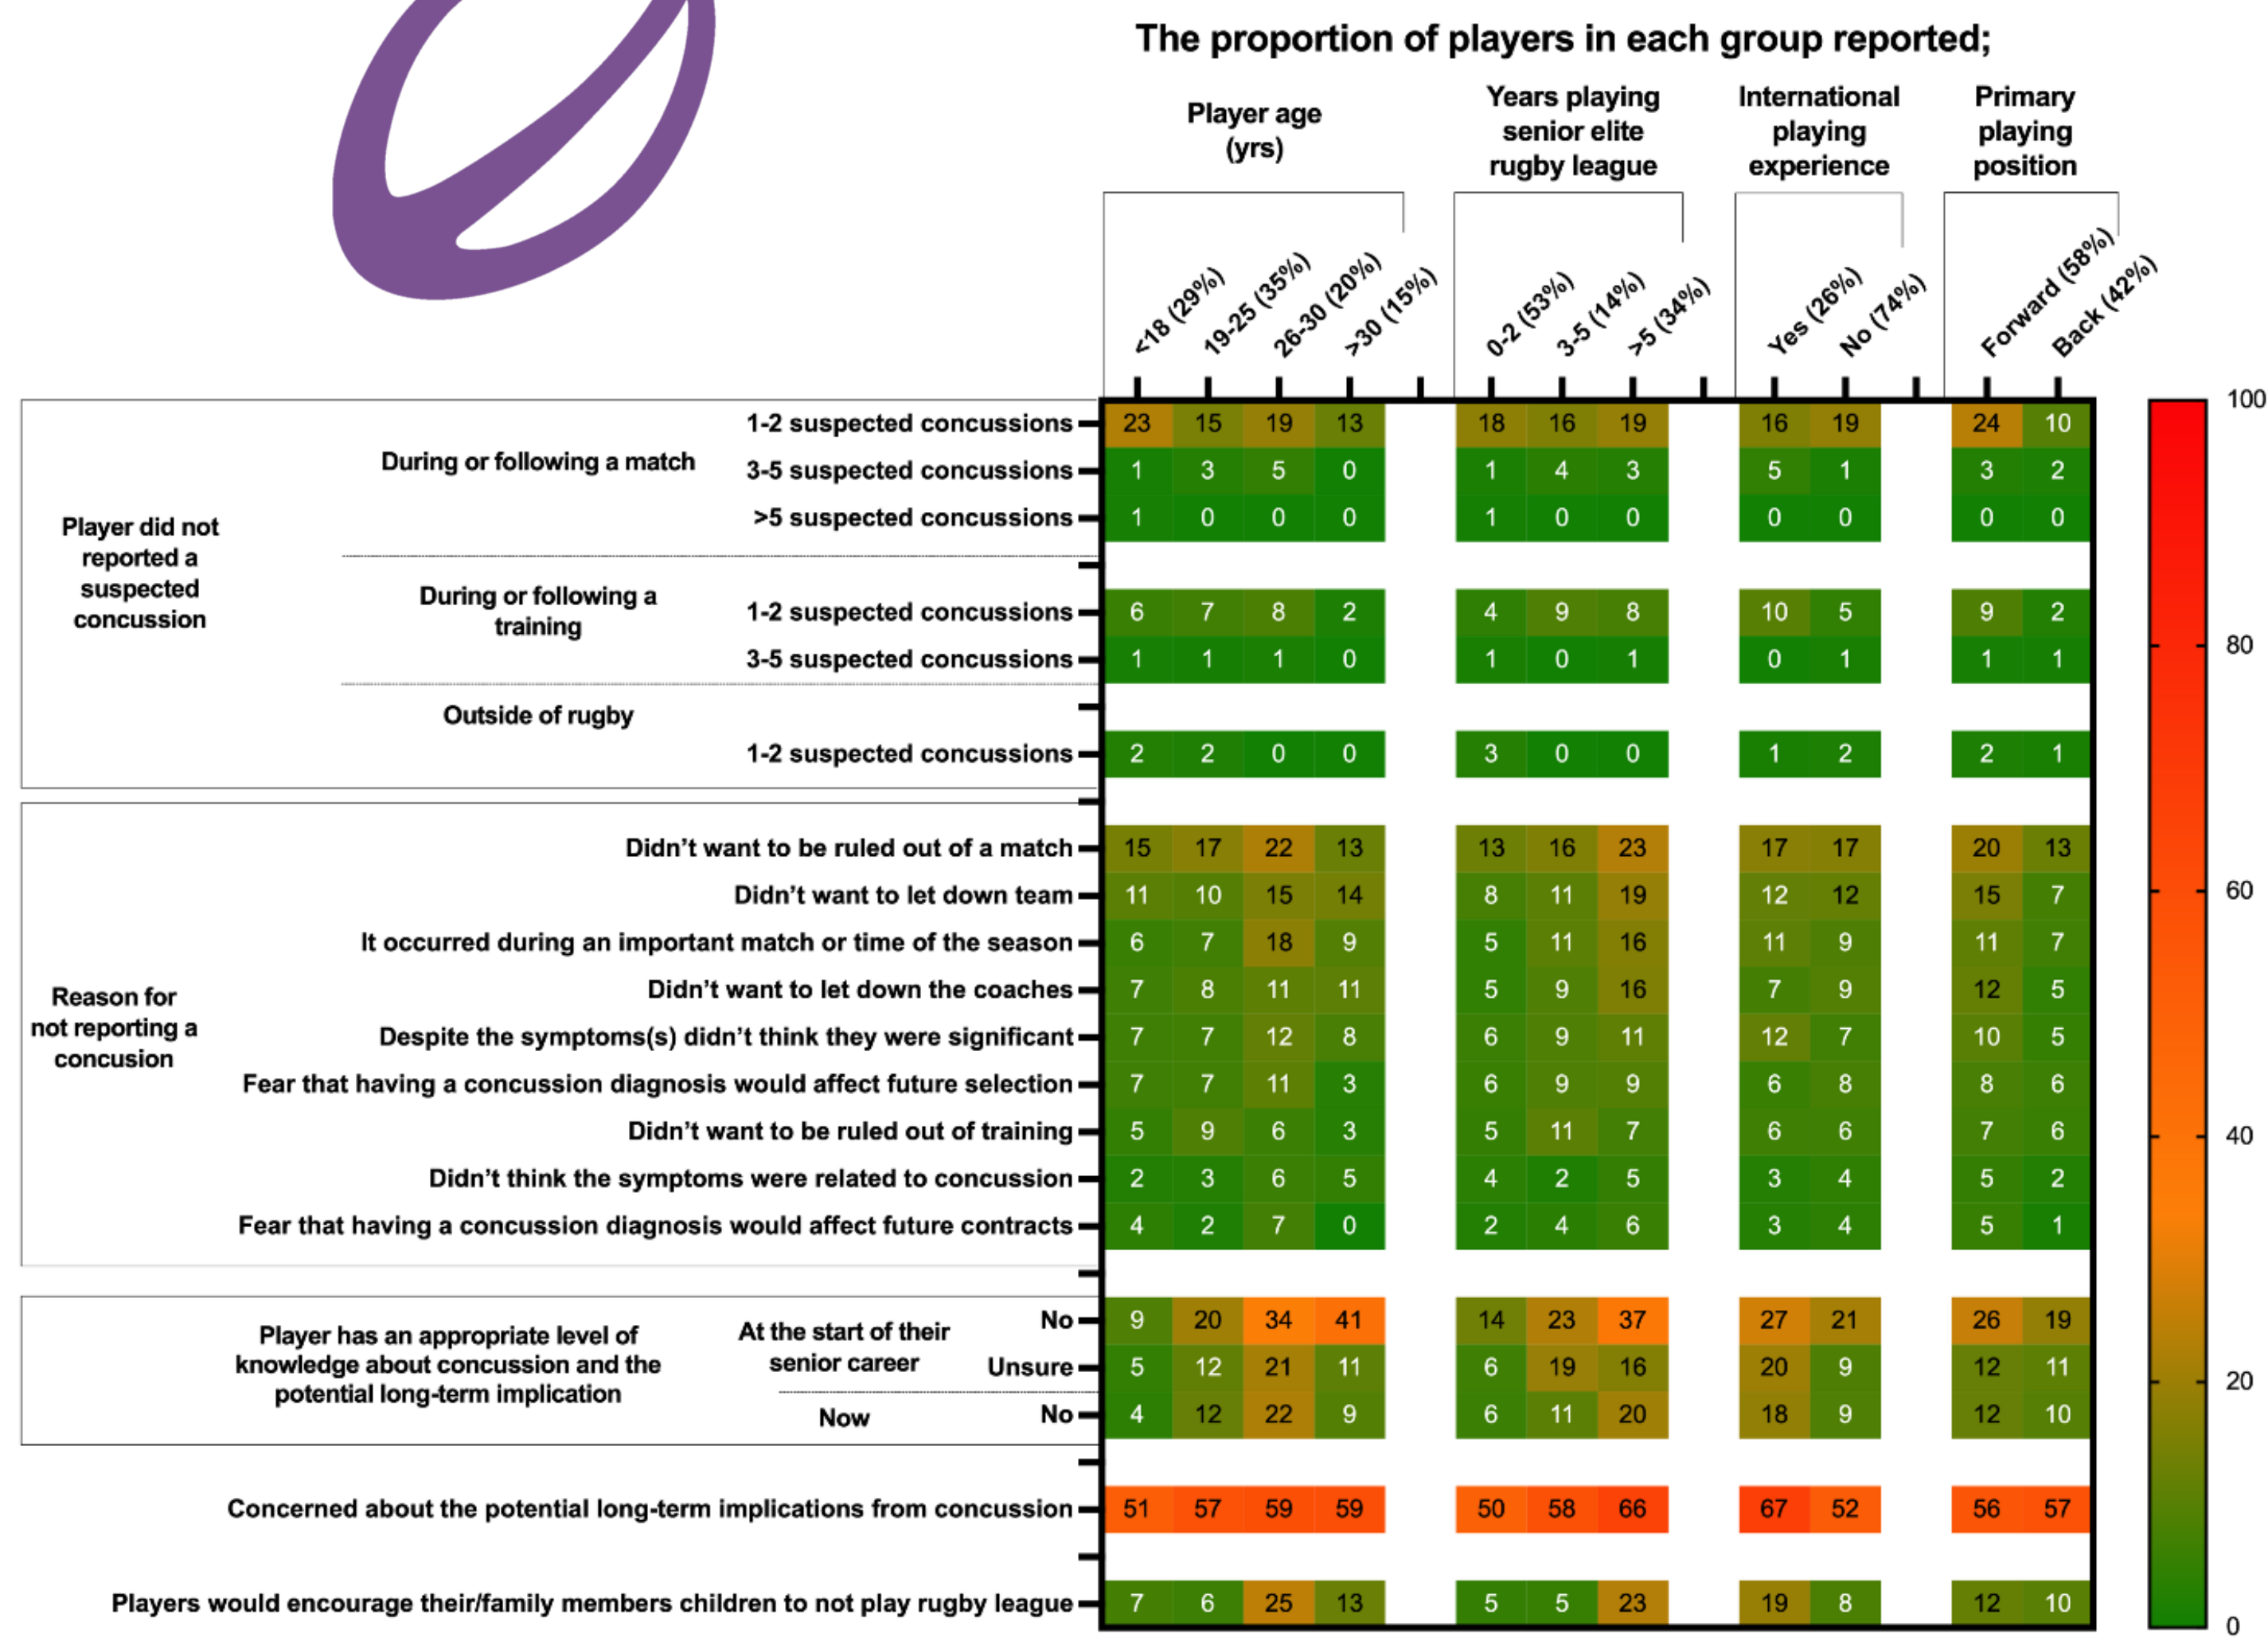 The proportion of players in each group reported;
Player age
(yrs)
Years playing
senior elite
rugby league
International
playing
experience
Primary
playing
position
<18 (29%)
19-25 (35%)
26-30 (20%)
>30 (15%)
0-2 (53%)
3-5 (14%)
>5 (34%)
Yes (26%)
No (74%)
Forward (58%)
Back (42%)
Player did not
reported a
suspected
concussion
During or following a match
1-2 suspected concussions 23 15 19 13 18 16 19 16 19 24 10
3-5 suspected concussions 1 3 5 0 1 4 3 5 1 3 2
>5 suspected concussions 1 0 0 0 1 0 0 0 0 0 0
During or following a
training
1-2 suspected concussions 6 7 8 2 4 9 8 10 5 9 2
3-5 suspected concussions 1 1 1 0 1 0 1 0 1 1 1
Outside of rugby
1-2 suspected concussions 2 2 0 0 3 0 0 1 2 2 1
Reason for
not reporting a
concusion
Didn't want to be ruled out of a match 15 17 22 13 13 16 23 17 17 20 13
Didn't want to let down team 11 10 15 14 8 11 19 12 12 15 7
It occurred during an important match or time of the season 6 7 18 9 5 11 16 11 9 11 7
Didn't want to let down the coaches 7 8 11 11 5 9 16 7 9 12 5
Despite the symptoms(s) didn't think they were significant 7 7 12 8 6 9 11 12 7 10 5
Fear that having a concussion diagnosis would affect future selection 7 7 11 3 6 9 9 6 8 8 6
Didn't want to be ruled out of training 5 9 6 3 5 11 7 6 6 7 6
Didn't think the symptoms were related to concussion 2 3 6 5 4 2 5 3 4 5 2
Fear that having a concussion diagnosis would affect future contracts 4 2 7 0 2 4 6 3 4 5 1
Player has an appropriate level of
knowledge about concussion and the
potential long-term implication
At the start of their
senior career
No 9 20 34 41 14 23 37 27 21 26 19
Unsure 5 12 21 11 6 19 16 20 9 12 11
Now
No 4 12 22 9 6 11 20 18 9 12 10
Concerned about the potential long-term implications from concussion 51 57 59 59 50 58 66 67 52 56 57
Players would encourage their/family members children to not play rugby league 7 6 25 13 5 5 23 19 8 12 10
100
80
60
40
20
0